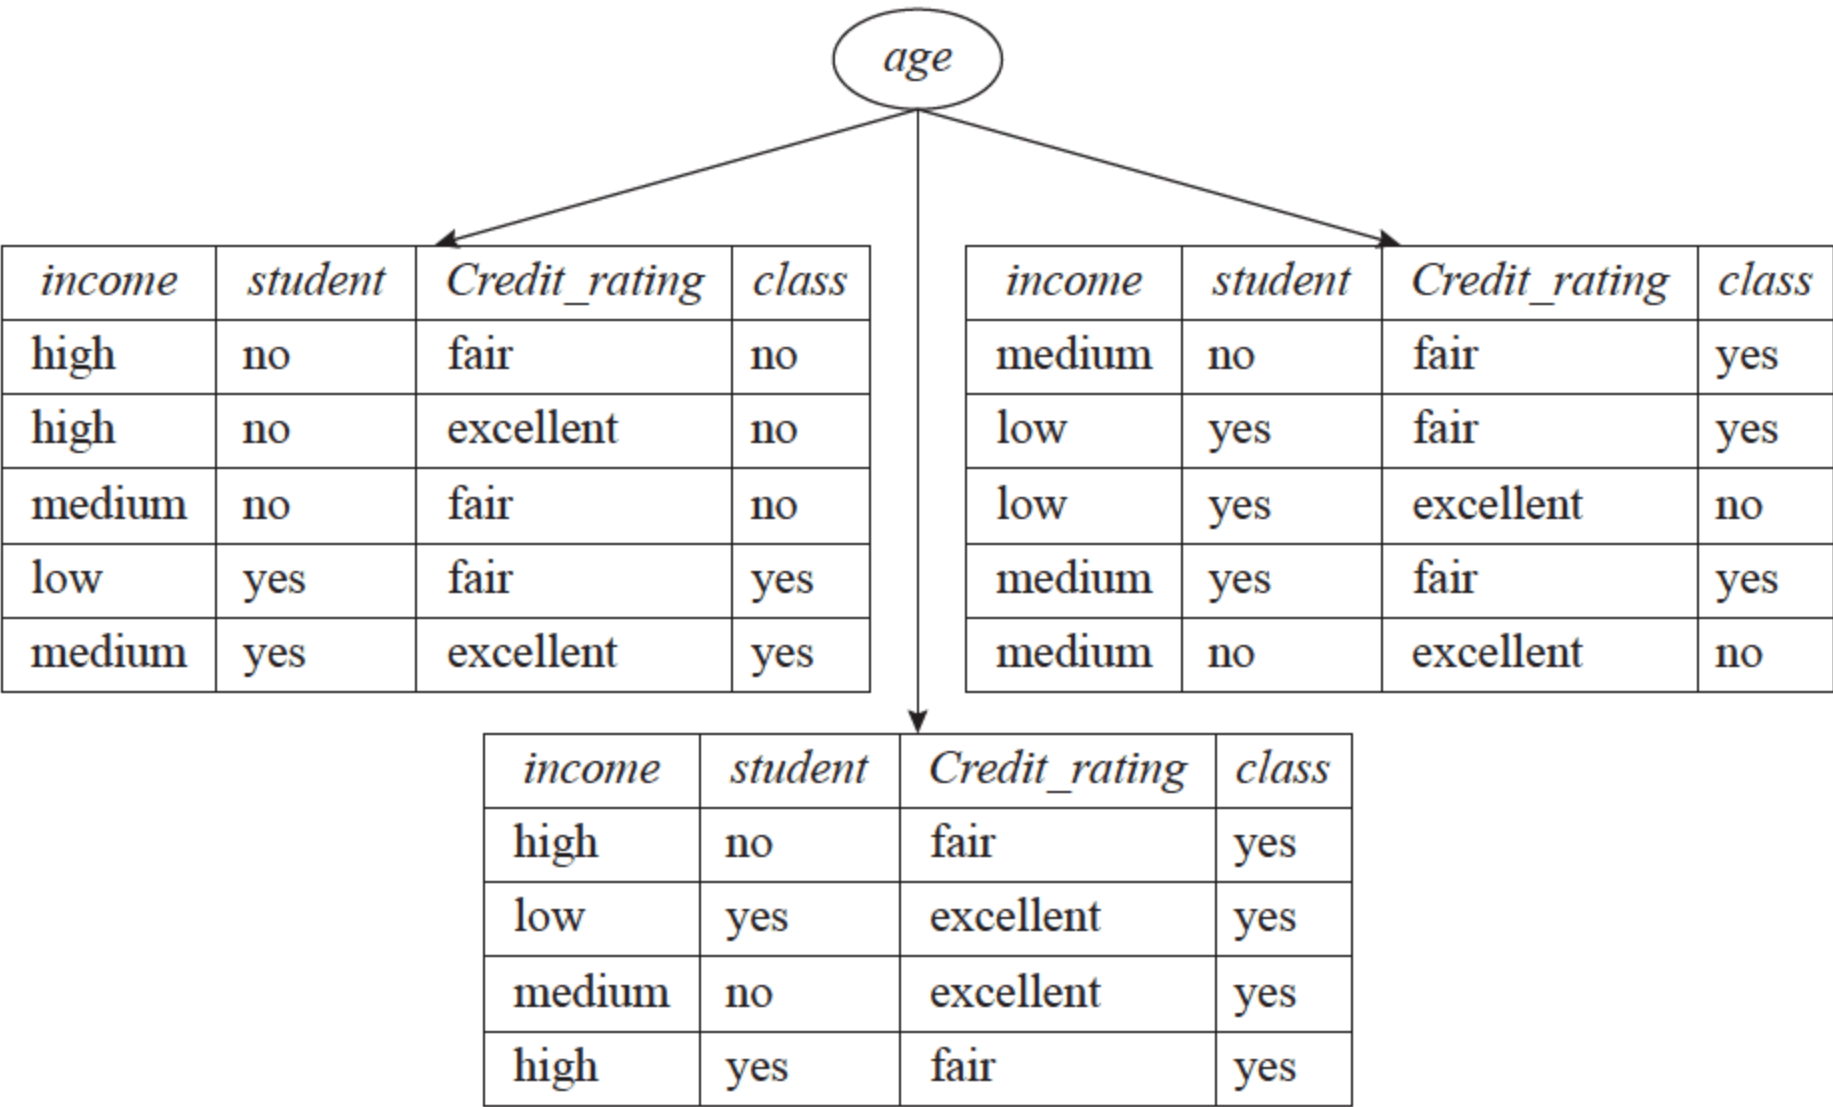 age
income student Credit_rating class
high no fair no
high no excellent no
medium no fair no
low yes fair yes
medium yes excellent yes
income student Credit_rating class
medium no fair yes
low yes fair yes
low yes excellent no
medium yes fair yes
medium no excellent no
income student Credit_rating class
high no fair yes
low yes excellent yes
medium no excellent yes
high yes fair yes